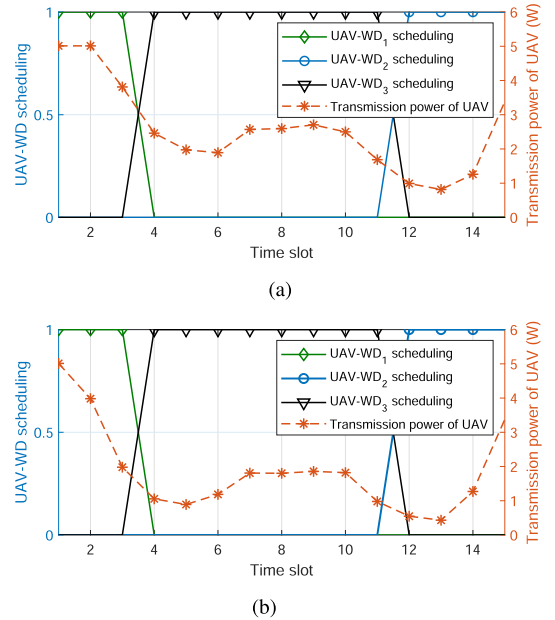 1
0.5
0
UAV-WD scheduling
6
5
4
3
2
1
0
Transmission power of UAV (W)
UAV-WD1 scheduling
UAV-WD2 scheduling
UAV-WD3 scheduling
Transmission power of UAV
2 4 6 8 10 12 14
Time slot
(a)
1
0.5
0
UAV-WD scheduling
6
5
4
3
2
1
0
Transmission power of UAV (W)
UAV-WD1 scheduling
UAV-WD2 scheduling
UAV-WD3 scheduling
Transmission power of UAV
2 4 6 8 10 12 14
Time slot
(b)